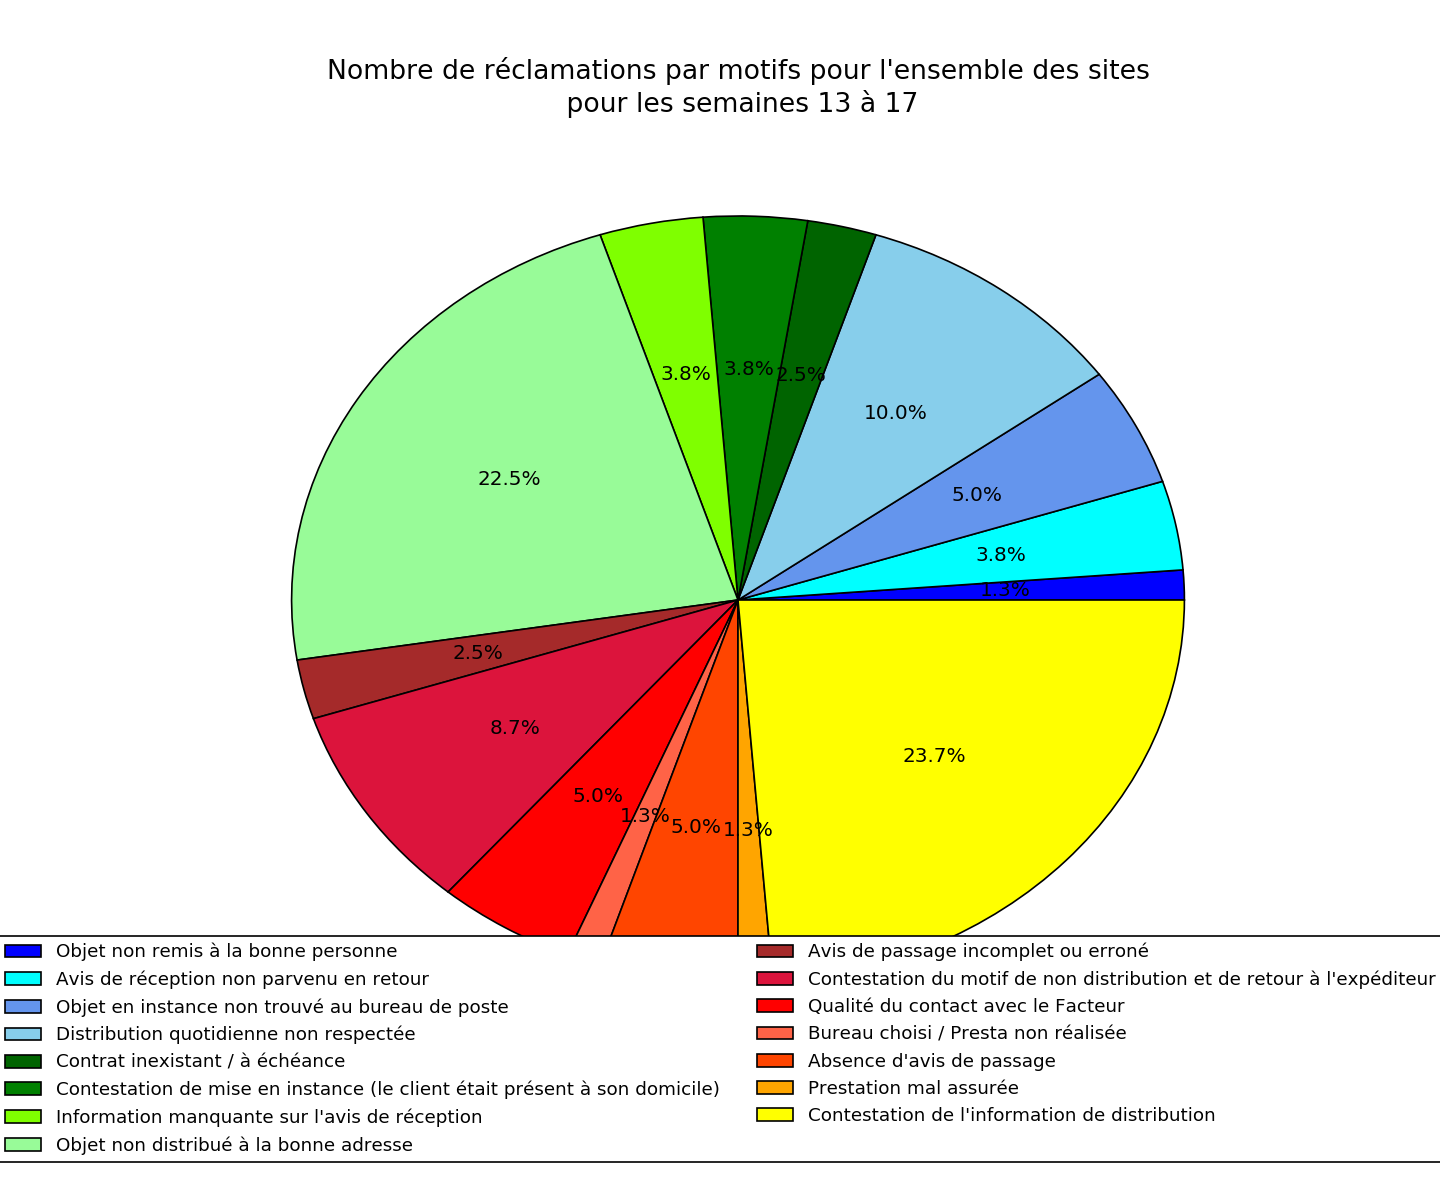 Nombre de réclamations par motifs pour l'ensemble des sites
pour les semaines 13 à 17
3.8%
3.8%
2.5%
10.0%
22.5%
5.0%
3.8%
1.3%
2.5%
8.7%
23.7%
5.0%
1.3%
5.0%
1.3%
Objet non remis à la bonne personne
Avis de réception non parvenu en retour
Objet en instance non trouvé au bureau de poste
Distribution quotidienne non respectée
Contrat inexistant / à échéance
Contestation de mise en instance (le client était présent à son domicile)
Information manquante sur l'avis de réception
Objet non distribué à la bonne adresse
Avis de passage incomplet ou erroné
Contestation du motif de non distribution et de retour à l'expéditeur
Qualité du contact avec le Facteur
Bureau choisi / Presta non réalisée
Absence d'avis de passage
Prestation mal assurée
Contestation de l'information de distribution